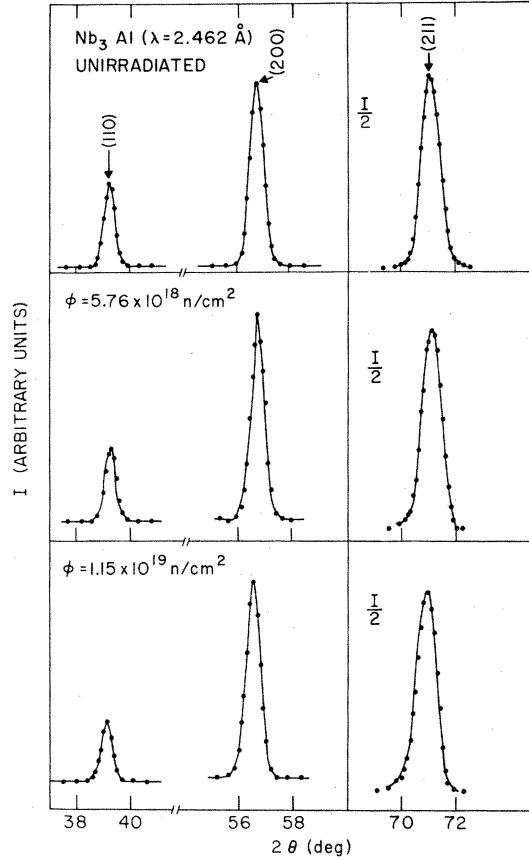 Nb3 Al (λ = 2.462 Å)
UNIRRADIATED
(110)
(200)
(211)
I/2
ϕ = 5.76 x 10^18 n/cm^2
I/2
ϕ = 1.15 x 10^19 n/cm^2
I/2
I (ARBITRARY UNITS)
38 40 56 58 70 72
2 θ (deg)